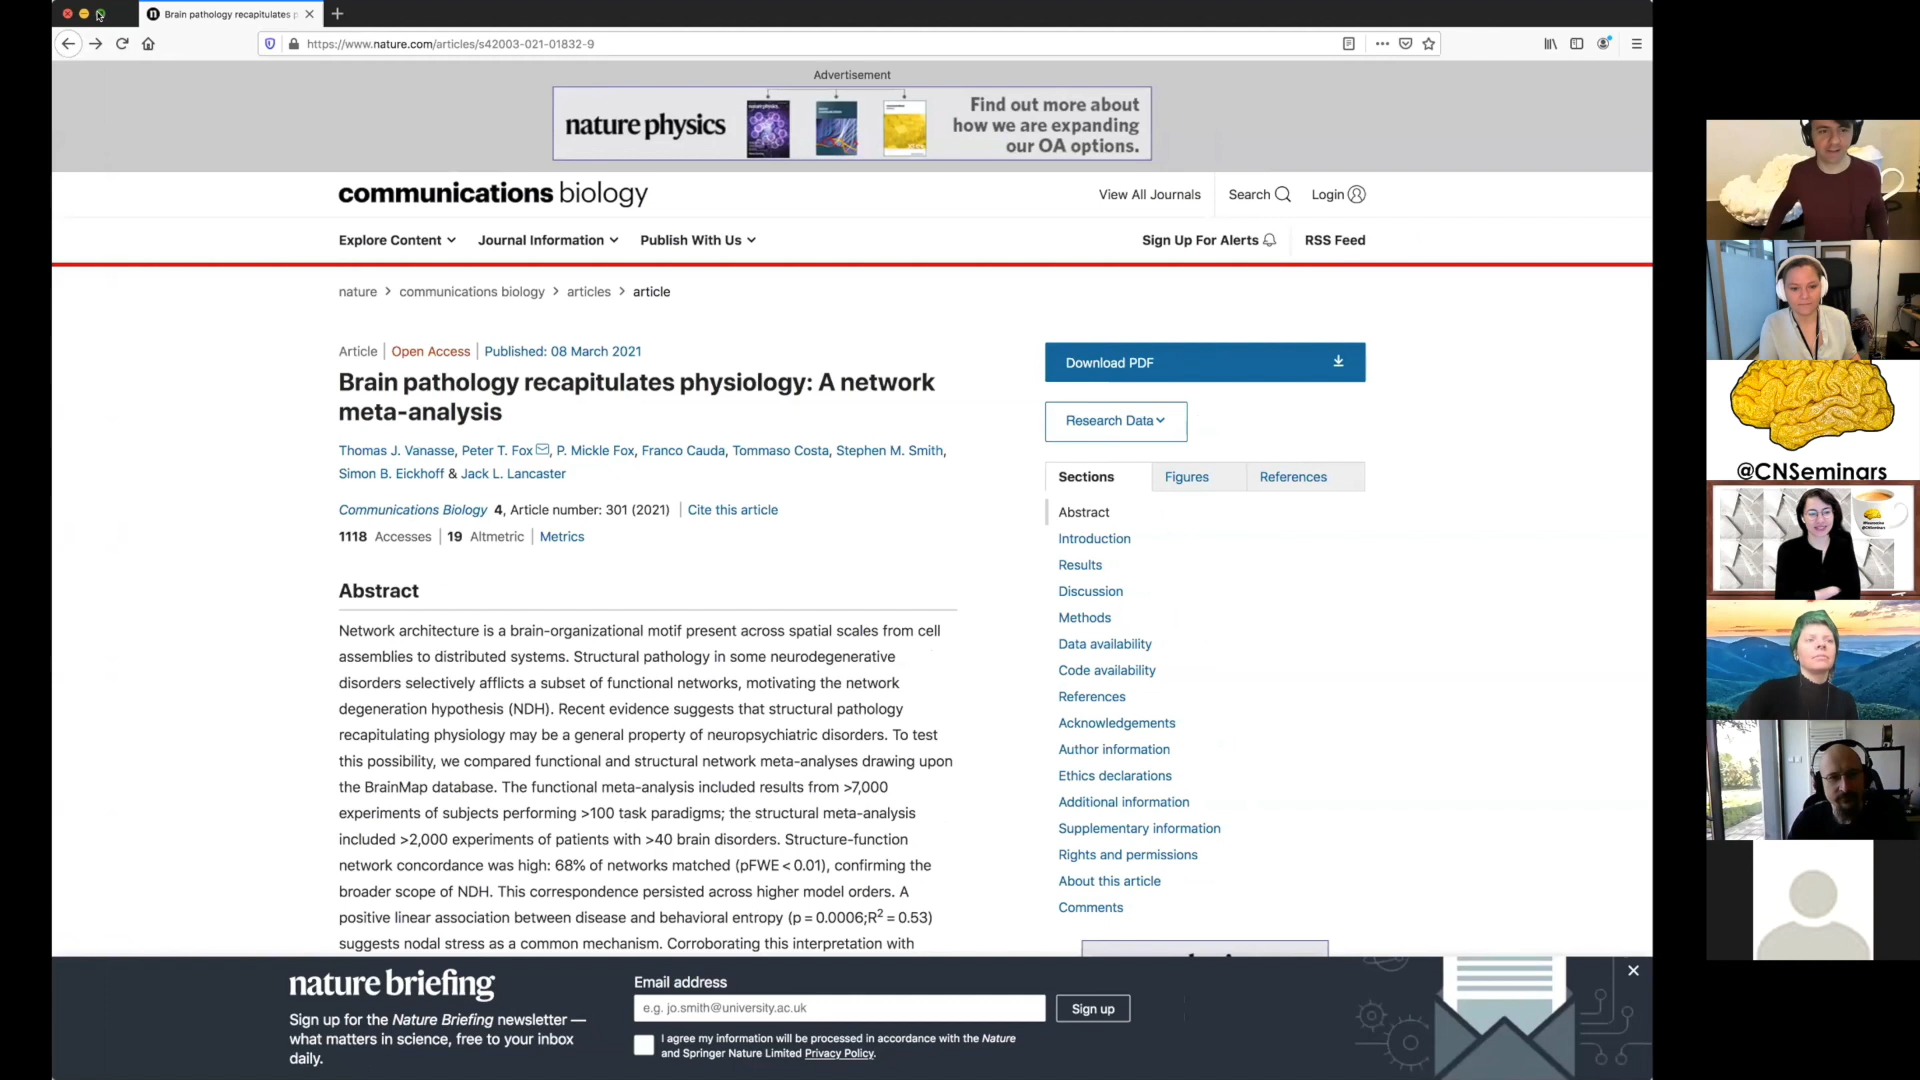 Brain pathology recapitulates p
https://www.nature.com/articles/s42003-021-01832-9
Advertisement
nature physics
Find out more about
how we are expanding
our OA options.
communications biology
View All Journals
Search
Login
Explore Content
Journal Information
Publish With Us
Sign Up For Alerts
RSS Feed
nature > communications biology > articles > article
Article | Open Access | Published: 08 March 2021
Brain pathology recapitulates physiology: A network
meta-analysis
Thomas J. Vanasse, Peter T. Fox, P. Mickle Fox, Franco Cauda, Tommaso Costa, Stephen M. Smith,
Simon B. Eickhoff & Jack L. Lancaster
Communications Biology 4, Article number: 301 (2021) | Cite this article
1118 Accesses | 19 Altmetric | Metrics
Abstract
Network architecture is a brain-organizational motif present across spatial scales from cell
assemblies to distributed systems. Structural pathology in some neurodegenerative
disorders selectively afflicts a subset of functional networks, motivating the network
degeneration hypothesis (NDH). Recent evidence suggests that structural pathology
recapitulating physiology may be a general property of neuropsychiatric disorders. To test
this possibility, we compared functional and structural network meta-analyses drawing upon
the BrainMap database. The functional meta-analysis included results from >7,000
experiments of subjects performing >100 task paradigms; the structural meta-analysis
included >2,000 experiments of patients with >40 brain disorders. Structure-function
network concordance was high: 68% of networks matched (pFWE < 0.01), confirming the
broader scope of NDH. This correspondence persisted across higher model orders. A
positive linear association between disease and behavioral entropy (p = 0.0006;R² = 0.53)
suggests nodal stress as a common mechanism. Corroborating this interpretation with
Download PDF
Research Data
Sections
Figures
References
Abstract
Introduction
Results
Discussion
Methods
Data availability
Code availability
References
Acknowledgements
Author information
Ethics declarations
Additional information
Supplementary information
Rights and permissions
About this article
Comments
nature briefing
Sign up for the Nature Briefing newsletter —
what matters in science, free to your inbox
daily.
Email address
e.g. jo.smith@university.ac.uk
Sign up
I agree my information will be processed in accordance with the Nature
and Springer Nature Limited Privacy Policy.
@CNSeminars